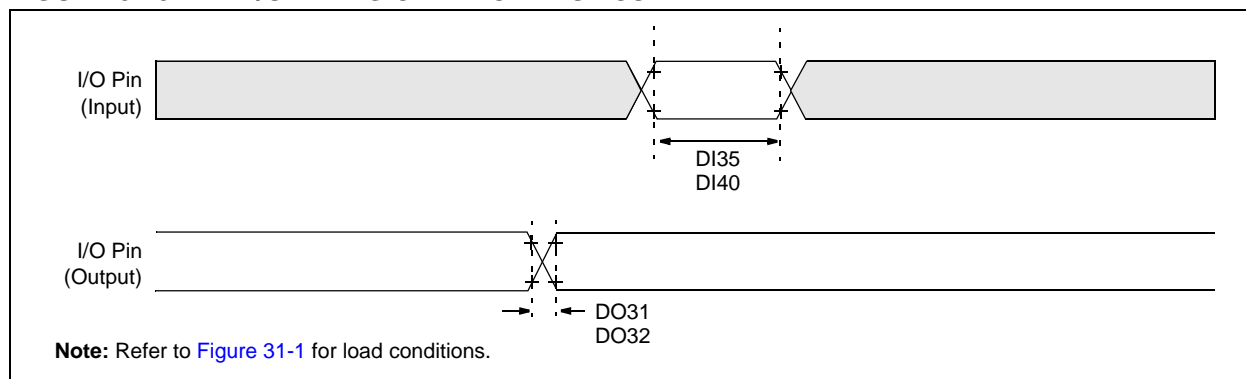 I/O Pin
(Input)
DI35
DI40
I/O Pin
(Output)
DO31
DO32
Note: Refer to Figure 31-1 for load conditions.